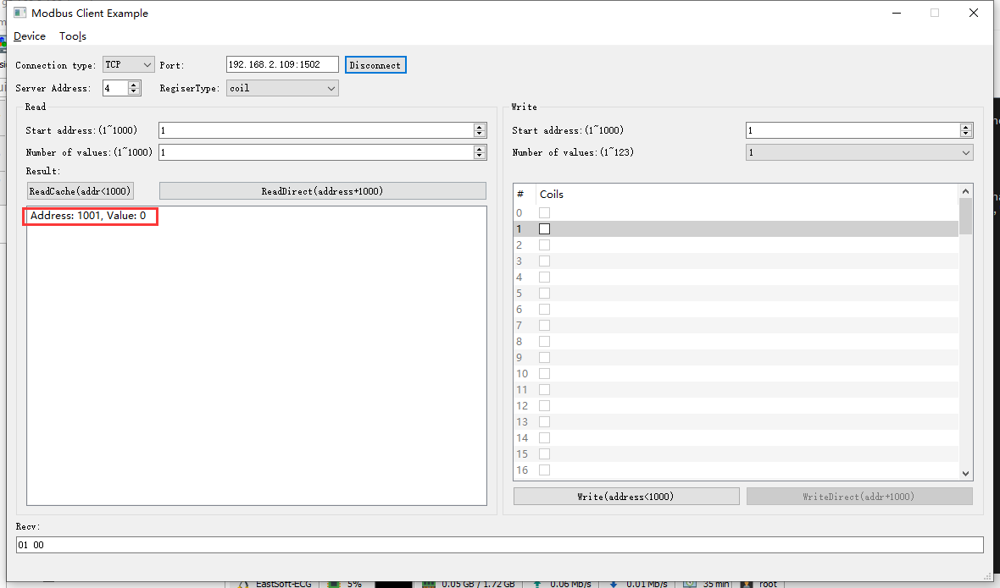 Modbus Client Example
Device Tools
Connection type: TCP Port: 192.168.2.109:1502 Disconnect
Server Address: 4 RegiserType: coil
Read
Start address:(1~1000) 1
Number of values:(1~1000) 1
Result:
ReadCache(addr<1000) ReadDirect(address+1000)
Address: 1001, Value: 0
Write
Start address:(1~1000) 1
Number of values:(1~123) 1
# Coils
0
1
2
3
4
5
6
7
8
9
10
11
12
13
14
15
16
Write(address<1000) WriteDirect(addr+1000)
Recv:
01 00
EastSoft-ECG 5% 0.05 GB / 1.72 GB 0.06 Mb/s 0.01 Mb/s 35 min root